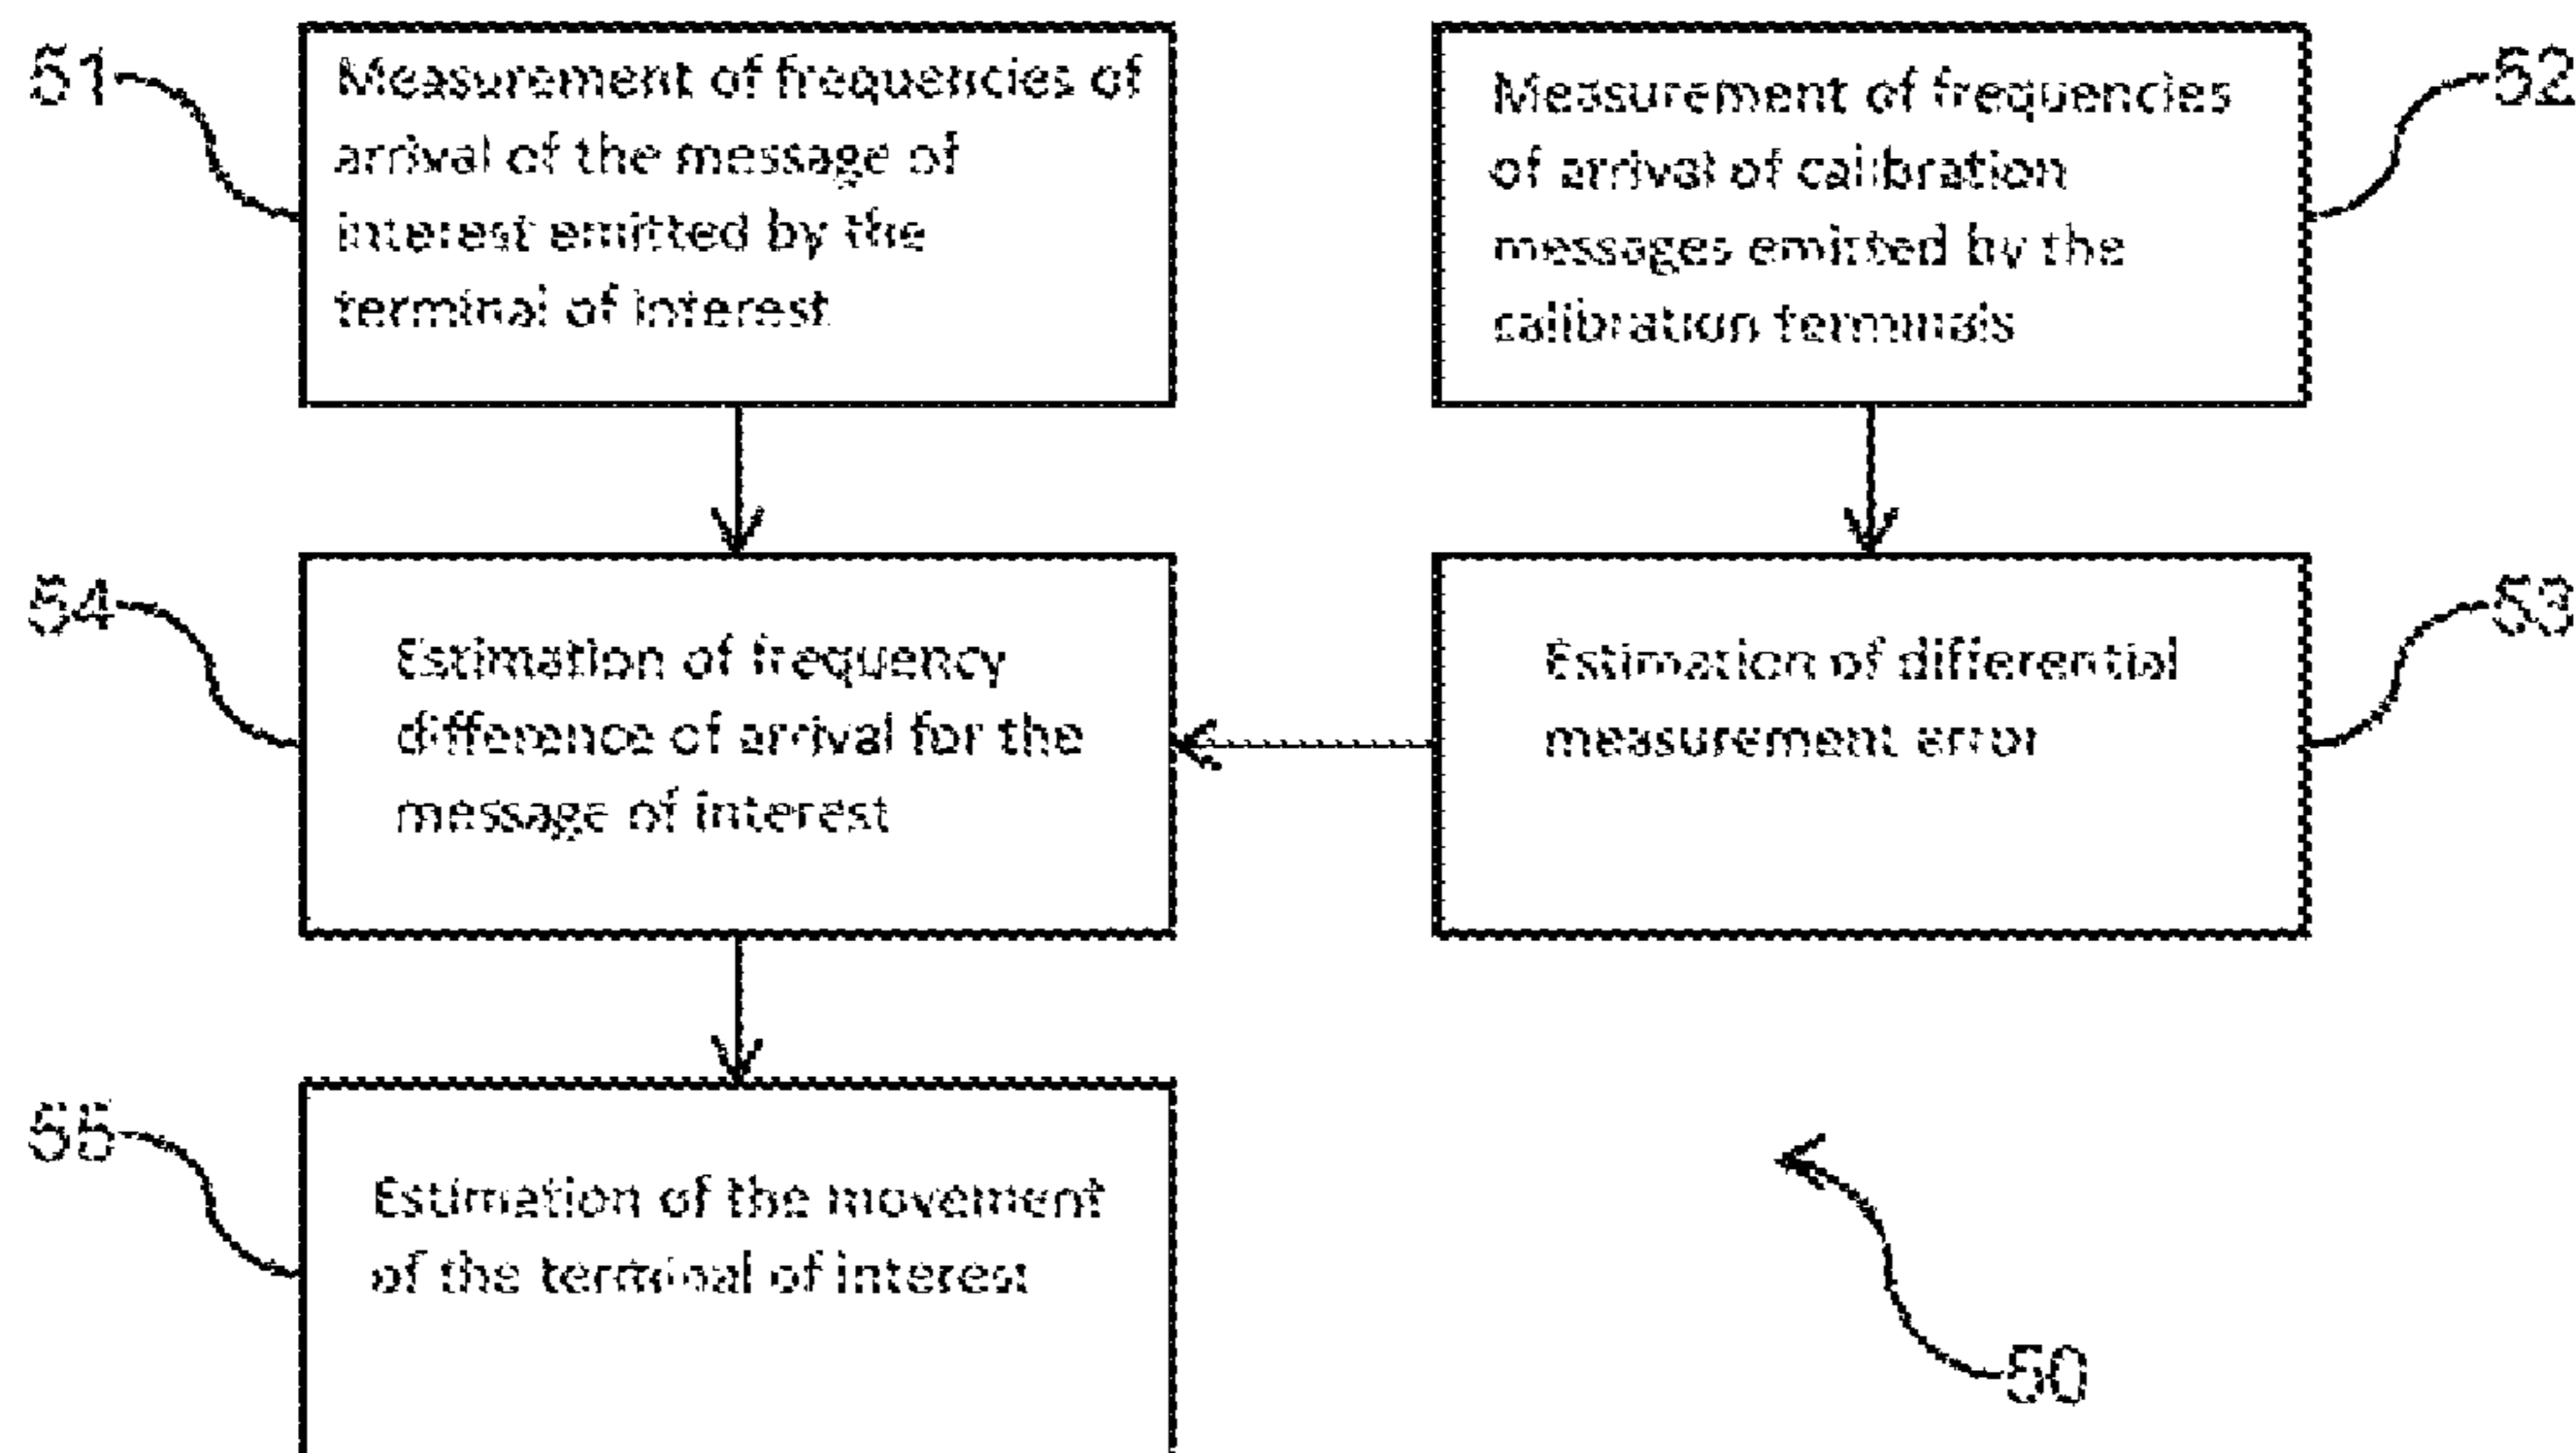 51
Measurement of frequencies of
arrival of the message of
interest emitted by the
terminal of interest
52
Measurement of frequencies
of arrival of calibration
messages emitted by the
calibration terminals
54
Estimation of frequency
difference of arrival for the
message of interest
53
Estimation of differential
measurement error
55
Estimation of the movement
of the terminal of interest
50